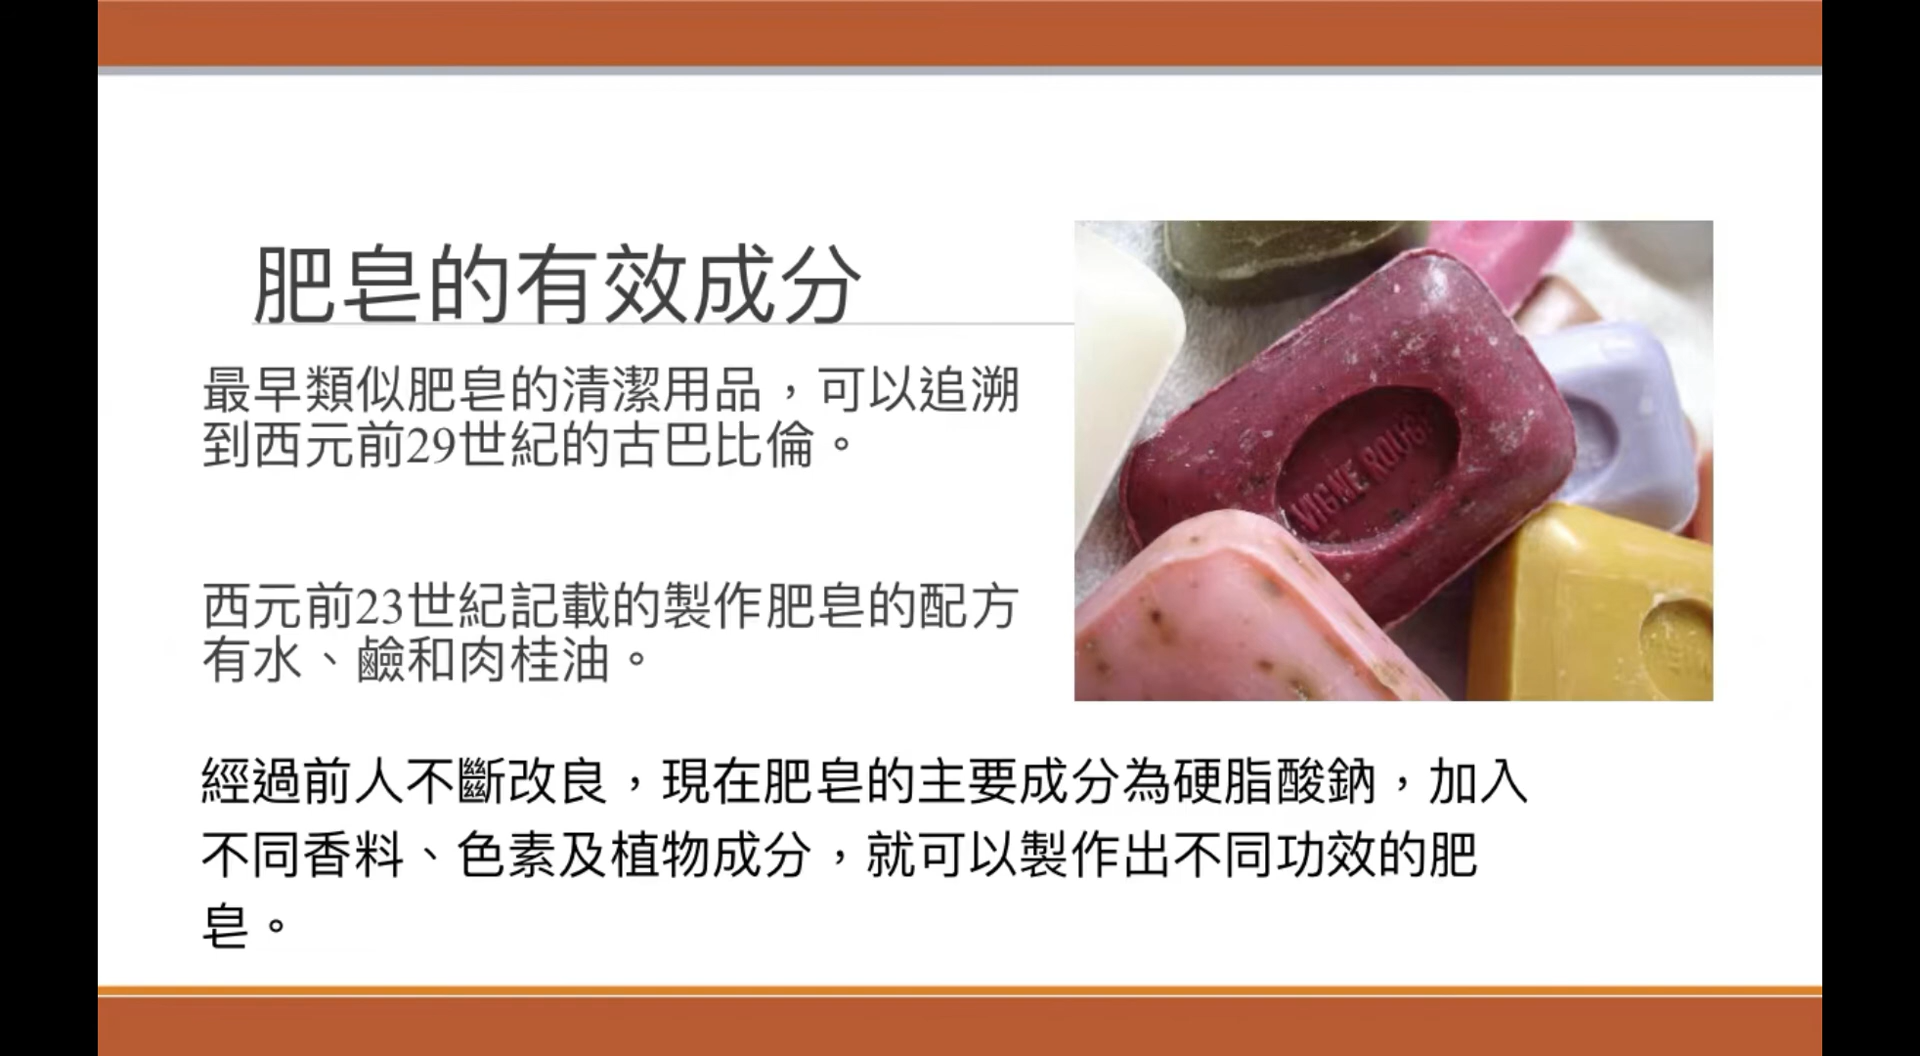 肥皂的有效成分
最早類似肥皂的清潔用品，可以追溯
到西元前29世紀的古巴比倫。
西元前23世紀記載的製作肥皂的配方
有水、鹼和肉桂油。
VIGNE ROUGE
經過前人不斷改良，現在肥皂的主要成分為硬脂酸鈉，加入
不同香料、色素及植物成分，就可以製作出不同功效的肥
皂。